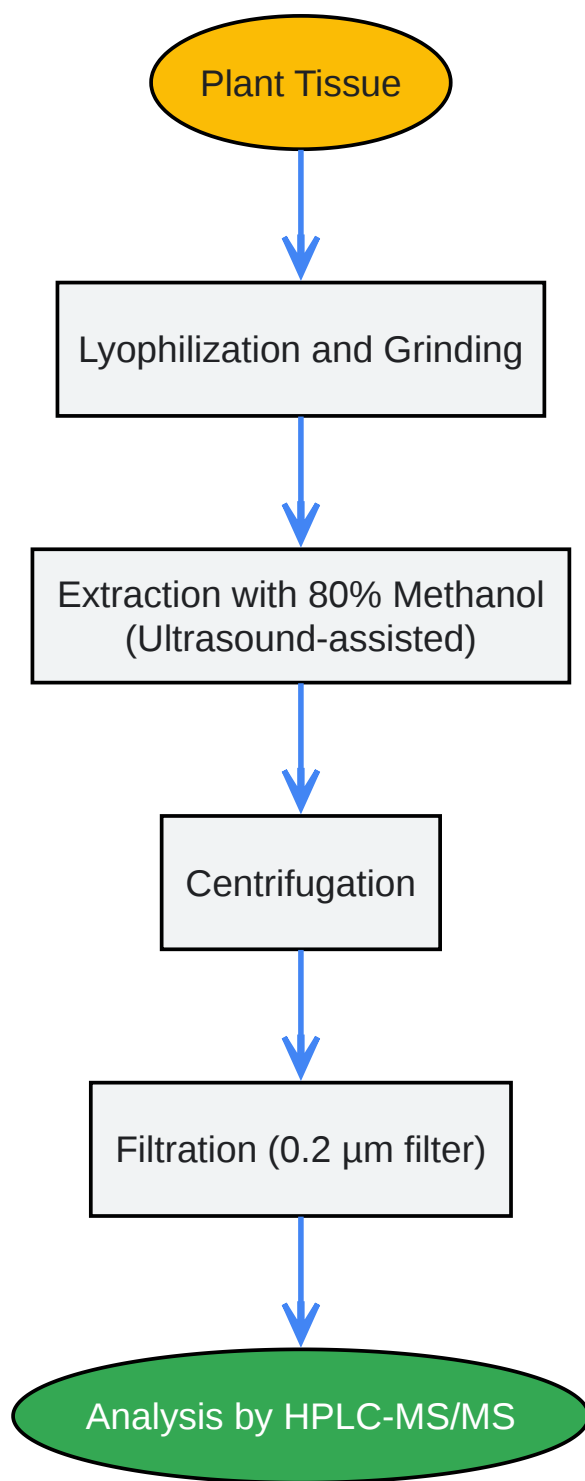 Plant Tissue
Lyophilization and Grinding
Extraction with 80% Methanol
(Ultrasound-assisted)
Centrifugation
Filtration (0.2 µm filter)
Analysis by HPLC-MS/MS